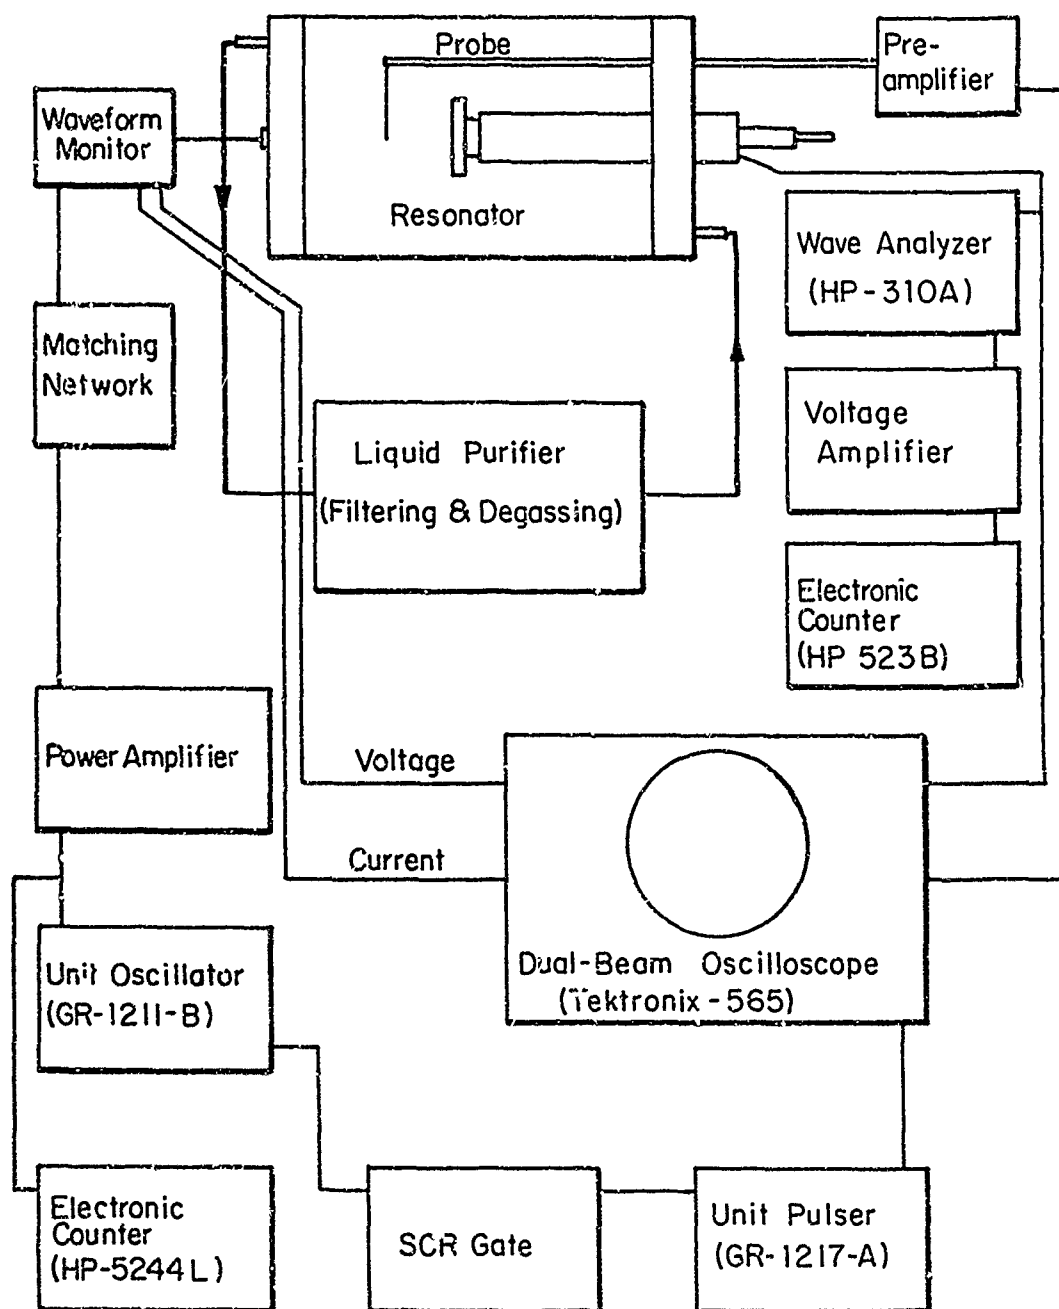 Probe
Pre-
amplifier
Waveform
Monitor
Resonator
Wave Analyzer
(HP-310A)
Matching
Network
Voltage
Amplifier
Liquid Purifier
(Filtering & Degassing)
Electronic
Counter
(HP 523B)
Power Amplifier
Voltage
Current
Unit Oscillator
(GR-1211-B)
Dual-Beam Oscilloscope
(Tektronix-565)
Electronic
Counter
(HP-5244L)
SCR Gate
Unit Pulser
(GR-1217-A)